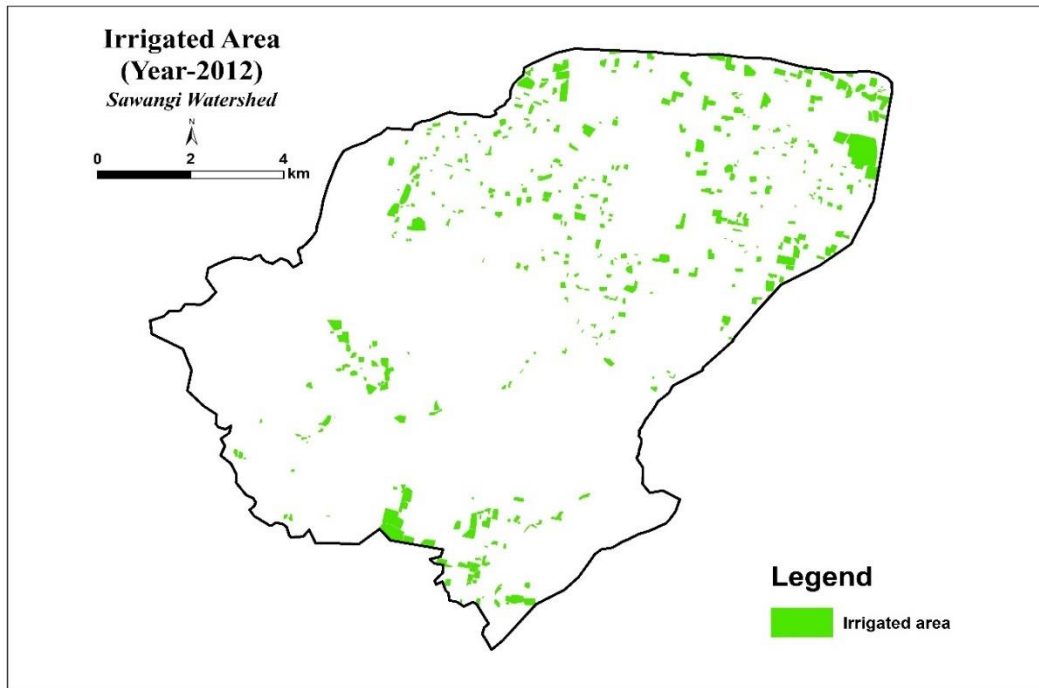 Irrigated Area
(Year-2012)
Sawangi Watershed
N
0 2 4
km
Legend
Irrigated area